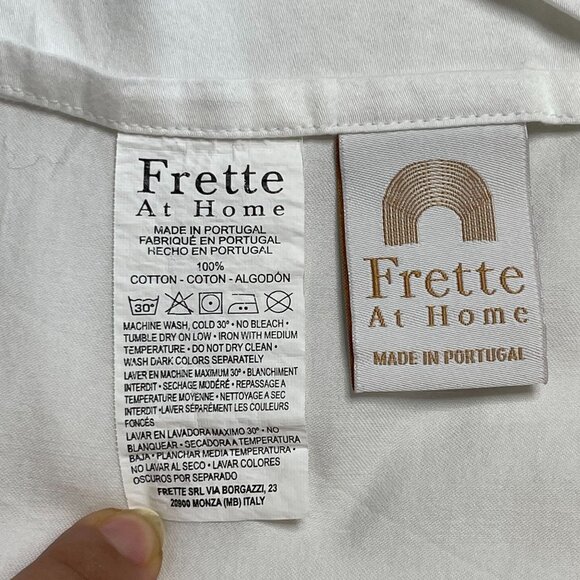 Frette
At Home
MADE IN PORTUGAL
FABRIQUÉ EN PORTUGAL
HECHO EN PORTUGAL
100%
COTTON - COTON - ALGODÓN
30°
MACHINE WASH, COLD 30° • NO BLEACH •
TUMBLE DRY ON LOW • IRON WITH MEDIUM
TEMPERATURE • DO NOT DRY CLEAN •
WASH DARK COLORS SEPARATELY
LAVER EN MACHINE MAXIMUM 30° • BLANCHIMENT
INTERDIT • SECHAGE MODÉRÉ • REPASSAGE A
TEMPERATURE MOYENNE • NETTOYAGE A SEC
INTERDIT • LAVER SÉPARÉMENT LES COULEURS
FONCÉS
LAVAR EN LAVADORA MAXIMO 30° • NO
BLANQUEAR • SECADORA A TEMPERATURA
BAJA • PLANCHAR MEDIA TEMPERATURA •
NO LAVAR AL SECO • LAVAR COLORES
OSCUROS POR SEPARADO
FRETTE SRL VIA BORGAZZI, 23
20900 MONZA (MB) ITALY
Frette
At Home
MADE IN PORTUGAL